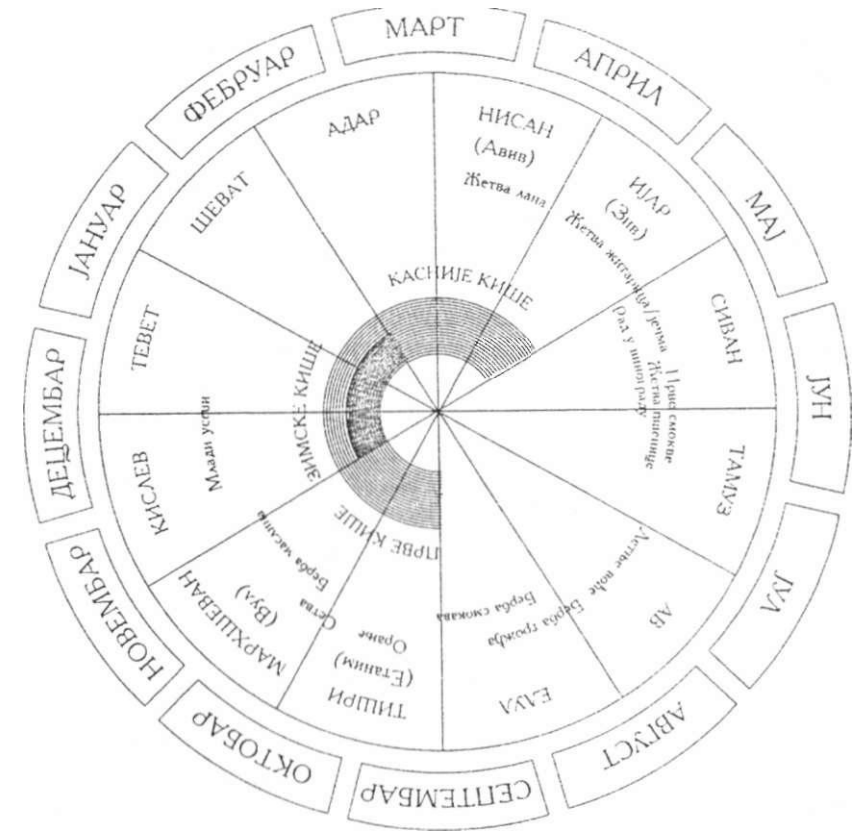 МАРТ
АПРИЛ
МАЈ
ЈУН
ЈУЛ
АВГУСТ
СЕПТЕМБАР
ОКТОБАР
НОВЕМБАР
ДЕЦЕМБАР
ЈАНУАР
ФЕБРУАР
НИСАН
(Авив)
Жетва лана
ИЈАР
(Зив)
Жетва житарица/јечма
СИВАН
Прве смокве
Жетва пшенице
Рад у винограду
ТАМУЗ
АВ
Летње воће
ЕЛУЛ
Берба грожђа
Берба смокава
ТИШРИ
(Етаним)
Орање
МАРХШЕВАН
(Вул)
Сетва
Берба маслина
КИСЛЕВ
Млади усеви
ТЕВЕТ
ШЕВАТ
АДАР
КАСНИЈЕ КИШЕ
ЗИМСКЕ КИШЕ
ПРВЕ КИШЕ